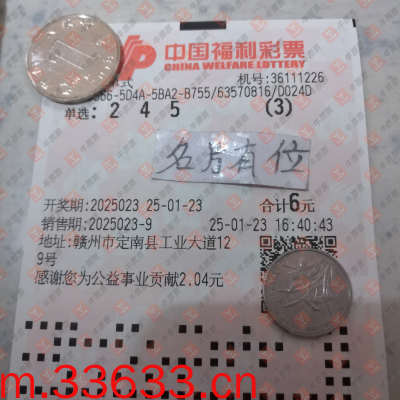 中国福利彩票
CHINA WELFARE LOTTERY
式
机号:36111226
5D4A-5BA2-B755/63570816/D024D
单选: 2 4 5 (3)
名片有位
开奖期:2025023 25-01-23 合计6元
销售期:2025023-9 25-01-23 16:40:43
地址:赣州市定南县工业大道12
9号
感谢您为公益事业贡献2.04元
m.33633.cn